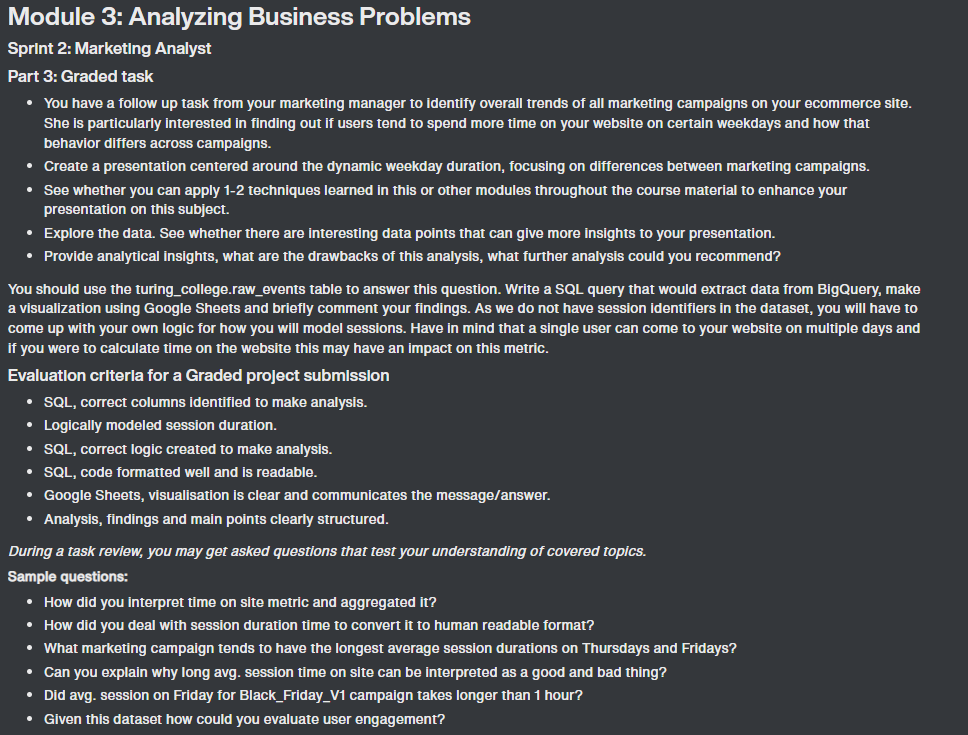 Module 3: Analyzing Business Problems
Sprint 2: Marketing Analyst
Part 3: Graded task
• You have a follow up task from your marketing manager to identify overall trends of all marketing campaigns on your ecommerce site.
She is particularly interested in finding out if users tend to spend more time on your website on certain weekdays and how that
behavior differs across campaigns.
• Create a presentation centered around the dynamic weekday duration, focusing on differences between marketing campaigns.
• See whether you can apply 1-2 techniques learned in this or other modules throughout the course material to enhance your
presentation on this subject.
• Explore the data. See whether there are interesting data points that can give more insights to your presentation.
• Provide analytical insights, what are the drawbacks of this analysis, what further analysis could you recommend?
You should use the turing_college.raw_events table to answer this question. Write a SQL query that would extract data from BigQuery, make
a visualization using Google Sheets and briefly comment your findings. As we do not have session identifiers in the dataset, you will have to
come up with your own logic for how you will model sessions. Have in mind that a single user can come to your website on multiple days and
if you were to calculate time on the website this may have an impact on this metric.
Evaluation criteria for a Graded project submission
• SQL, correct columns identified to make analysis.
• Logically modeled session duration.
• SQL, correct logic created to make analysis.
• SQL, code formatted well and is readable.
• Google Sheets, visualisation is clear and communicates the message/answer.
• Analysis, findings and main points clearly structured.
During a task review, you may get asked questions that test your understanding of covered topics.
Sample questions:
• How did you interpret time on site metric and aggregated it?
• How did you deal with session duration time to convert it to human readable format?
• What marketing campaign tends to have the longest average session durations on Thursdays and Fridays?
• Can you explain why long avg. session time on site can be interpreted as a good and bad thing?
• Did avg. session on Friday for Black_Friday_V1 campaign takes longer than 1 hour?
• Given this dataset how could you evaluate user engagement?